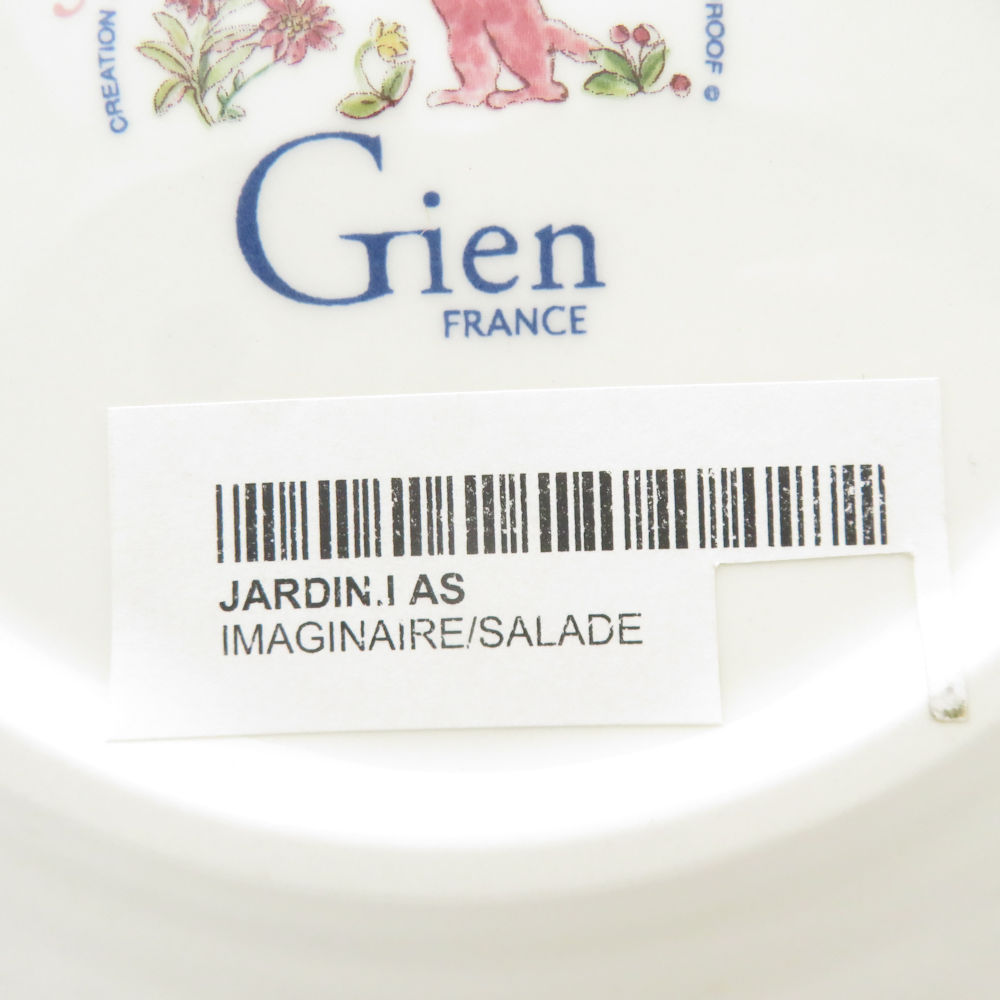 CREATION
ROOF ©
Gien
FRANCE
JARDIN.I AS
IMAGINAIRE/SALADE